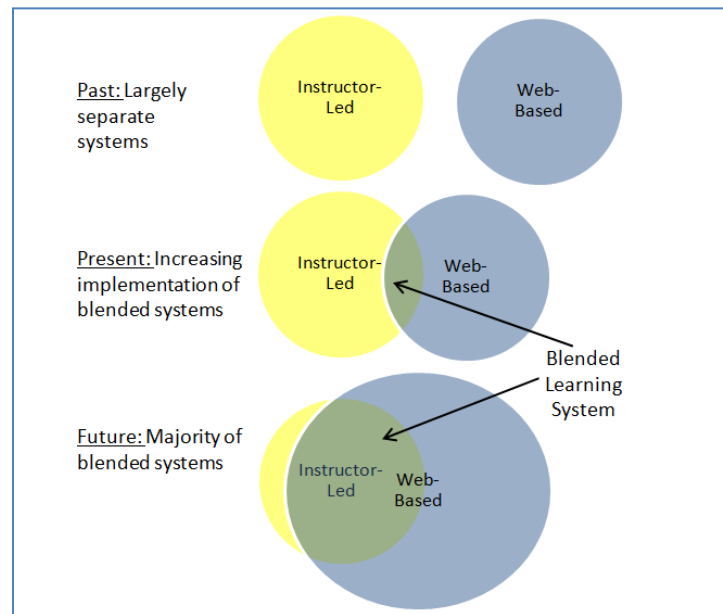 Past: Largely
separate
systems
Instructor-
Led
Web-
Based
Present: Increasing
implementation of
blended systems
Instructor-
Led
Web-
Based
Blended
Learning
System
Future: Majority of
blended systems
Instructor-
Led
Web-
Based